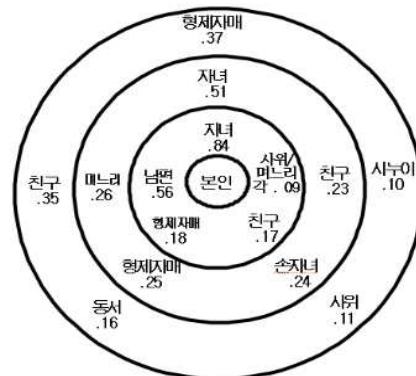 형제자매
.37
자녀
.51
자녀
.84
사위/
며느리
각 . 09
친구
.35
며느리
.26
남편
.56
본인
친구
.23
시누이
.10
형제자매
.18
친구
.17
형제자매
.25
손자녀
.24
동서
.16
사위
.11